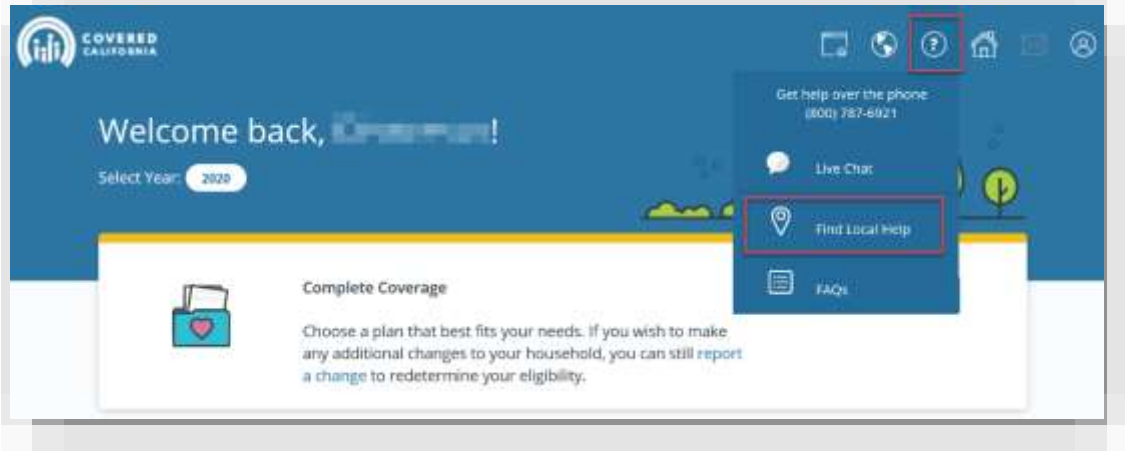 COVERED
CALIFORNIA
Get help over the phone
(800) 787-6921
Welcome back, !
Select Year: 2020
Live Chat
Find Local Help
FAQs
Complete Coverage
Choose a plan that best fits your needs. If you wish to make
any additional changes to your household, you can still report
a change to redetermine your eligibility.